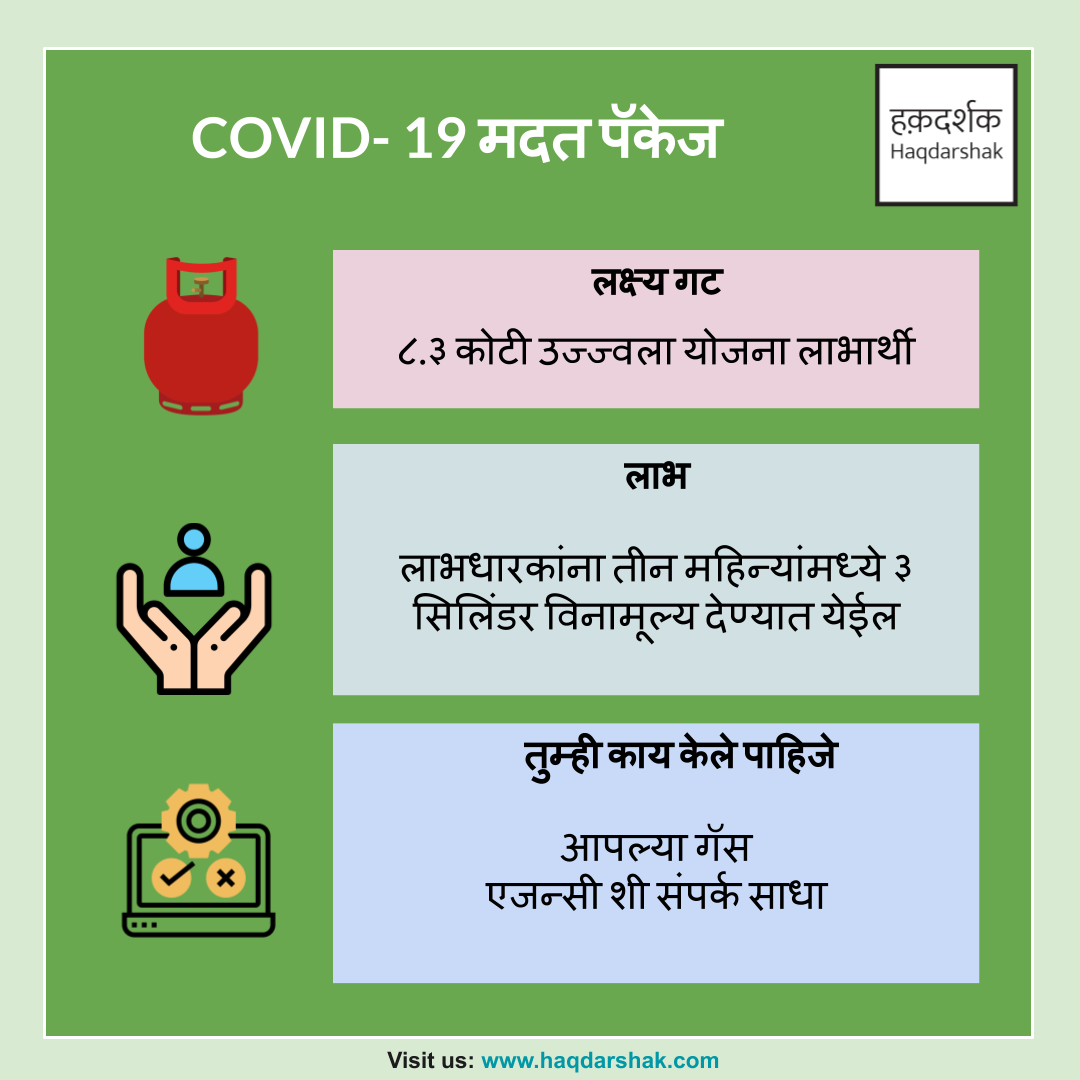 COVID- 19 मदत पॅकेज
हक़दर्शक
Haqdarshak
लक्ष्य गट
८.३ कोटी उज्ज्वला योजना लाभार्थी
लाभ
लाभधारकांना तीन महिन्यांमध्ये ३
सिलिंडर विनामूल्य देण्यात येईल
तुम्ही काय केले पाहिजे
आपल्या गॅस
एजन्सी शी संपर्क साधा
Visit us: www.haqdarshak.com